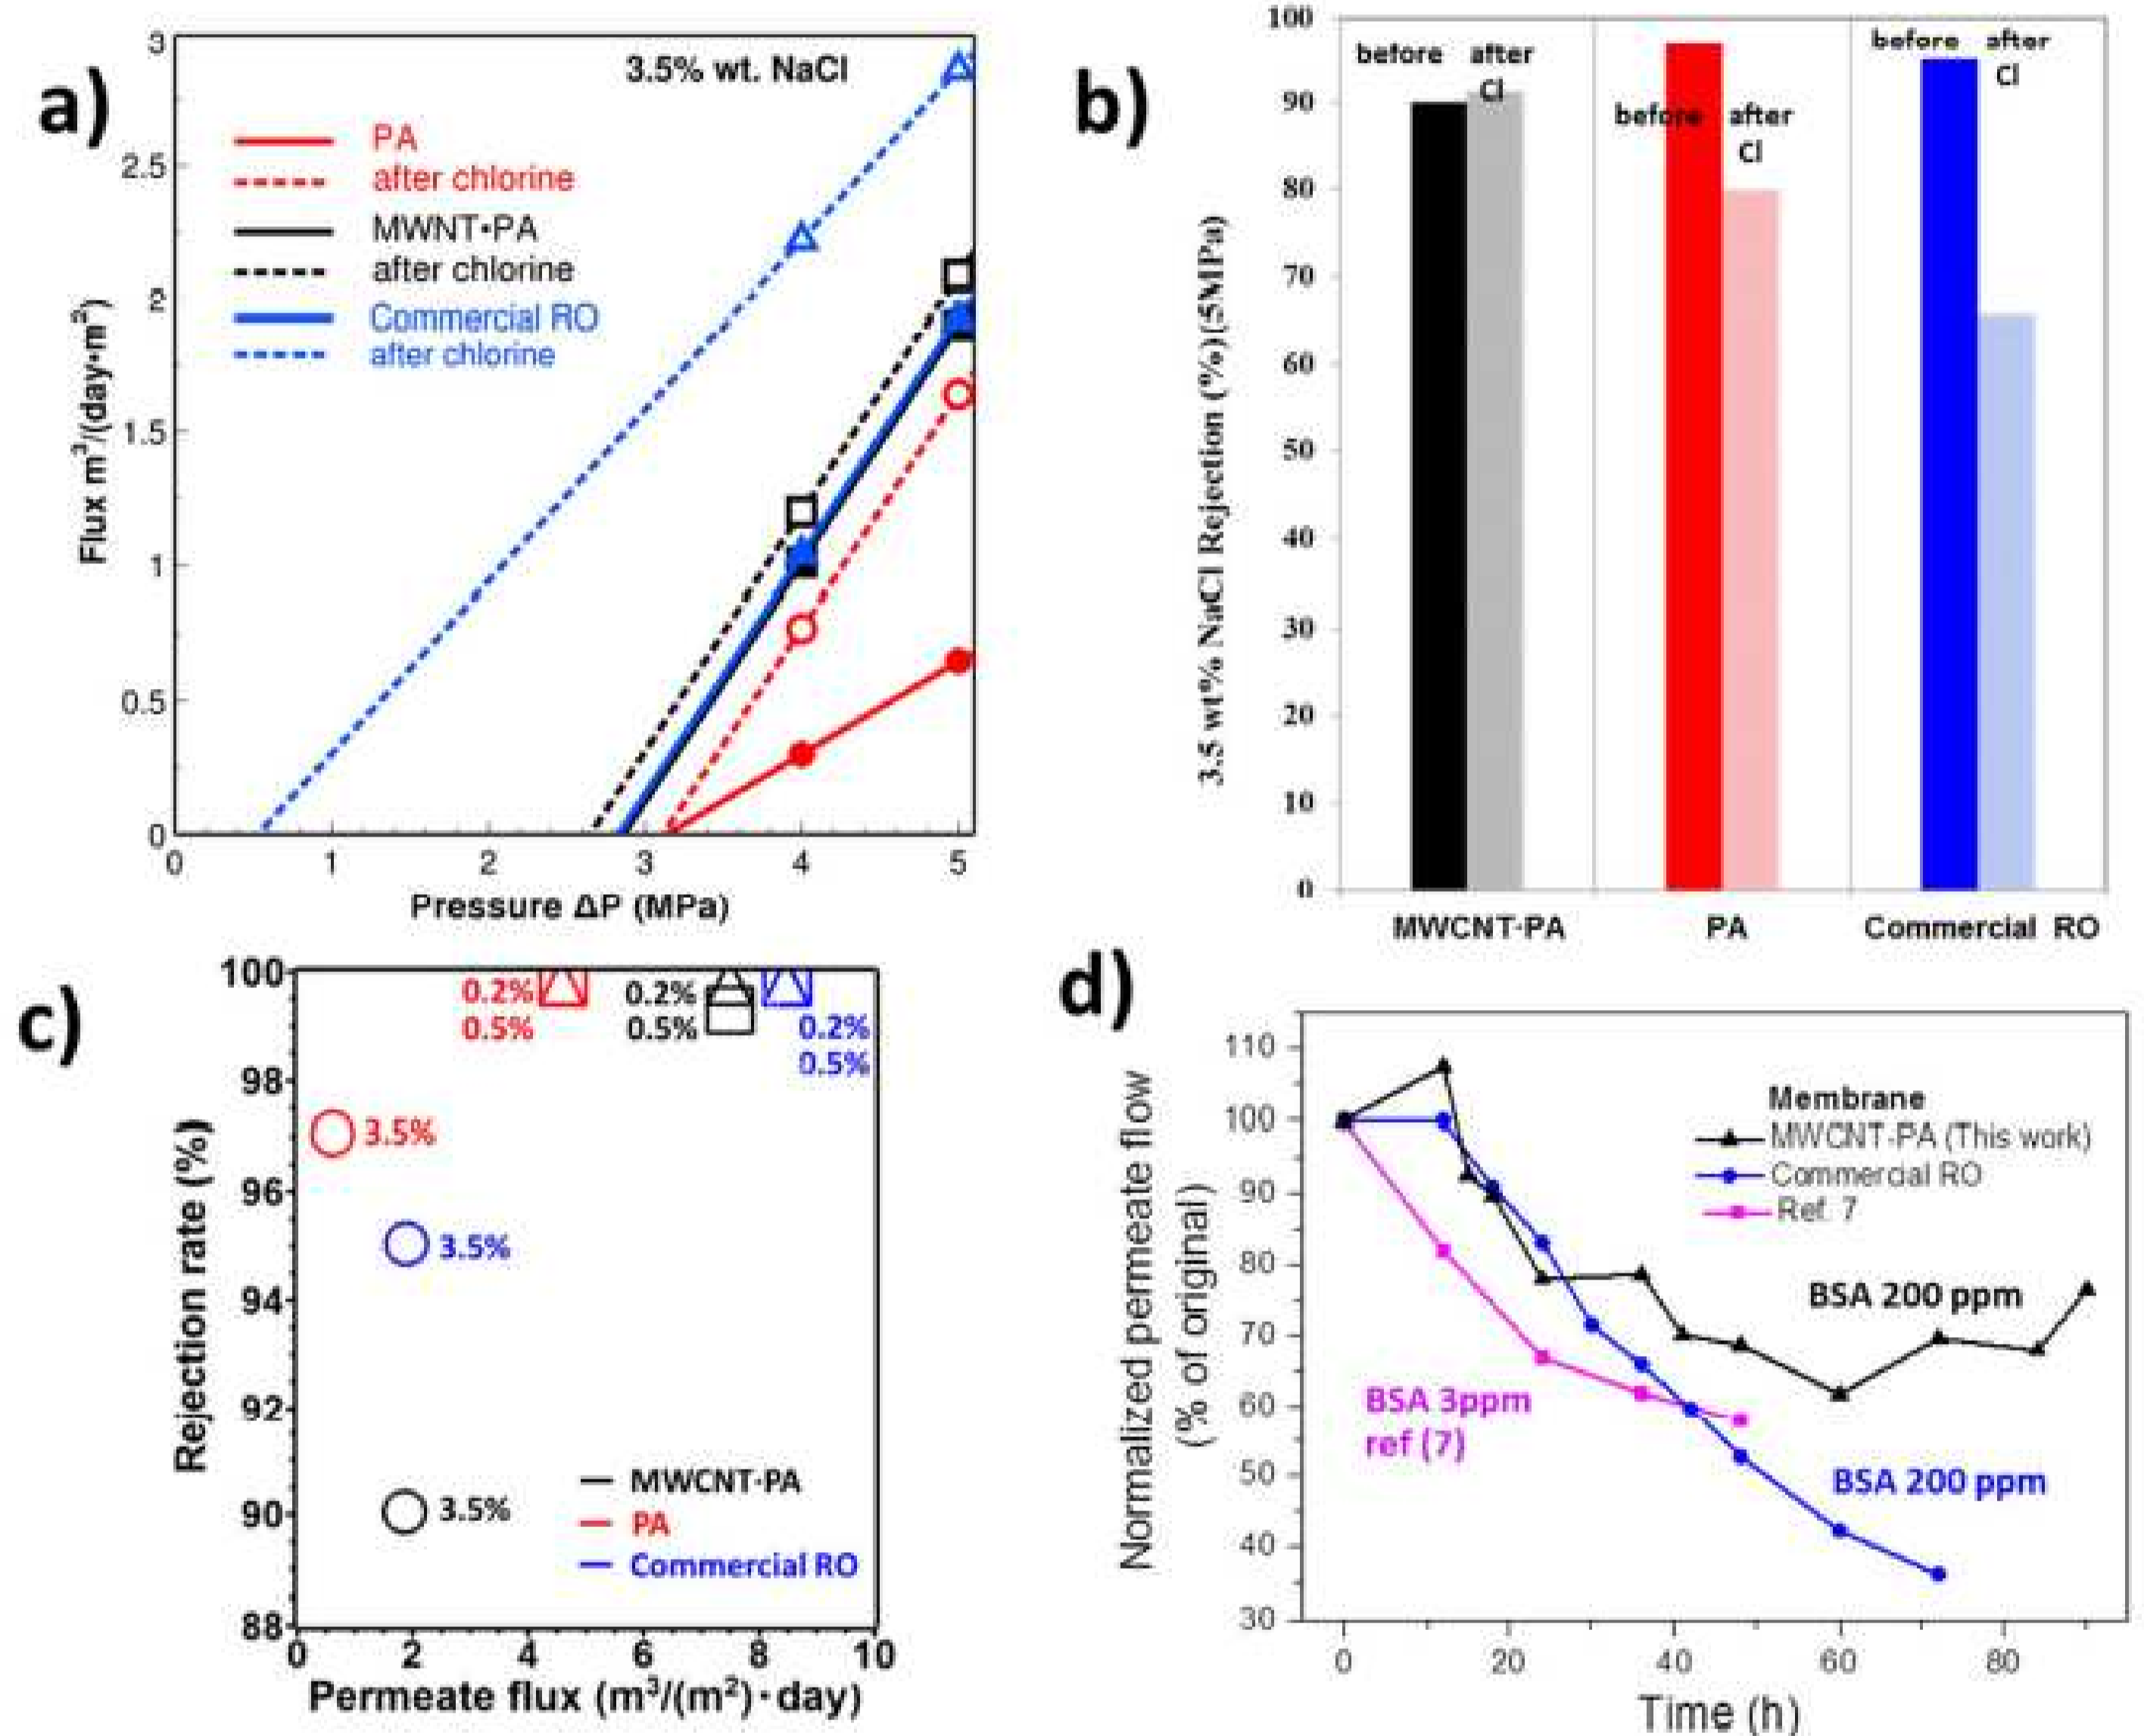 a)
3.5% wt. NaCl
PA
after chlorine
MWNT•PA
after chlorine
Commercial RO
after chlorine
3
2.5
2
1.5
1
0.5
0
0 1 2 3 4 5
Flux m³/(day•m²)
Pressure ΔP (MPa)
b)
100
90
80
70
60
50
40
30
20
10
0
3.5 wt% NaCl Rejection (%)(5MPa)
before after
Cl
before after
Cl
before after
Cl
MWCNT-PA PA Commercial RO
c)
100
98
96
94
92
90
88
0 2 4 6 8 10
Rejection rate (%)
Permeate flux (m³/(m²)·day)
0.2%
0.5%
0.2%
0.5%
0.2%
0.5%
3.5%
3.5%
3.5%
MWCNT-PA
PA
Commercial RO
d)
110
100
90
80
70
60
50
40
30
0 20 40 60 80
Normalized permeate flow
(% of original)
Time (h)
Membrane
MWCNT-PA (This work)
Commercial RO
Ref. 7
BSA 200 ppm
BSA 3ppm
ref (7)
BSA 200 ppm